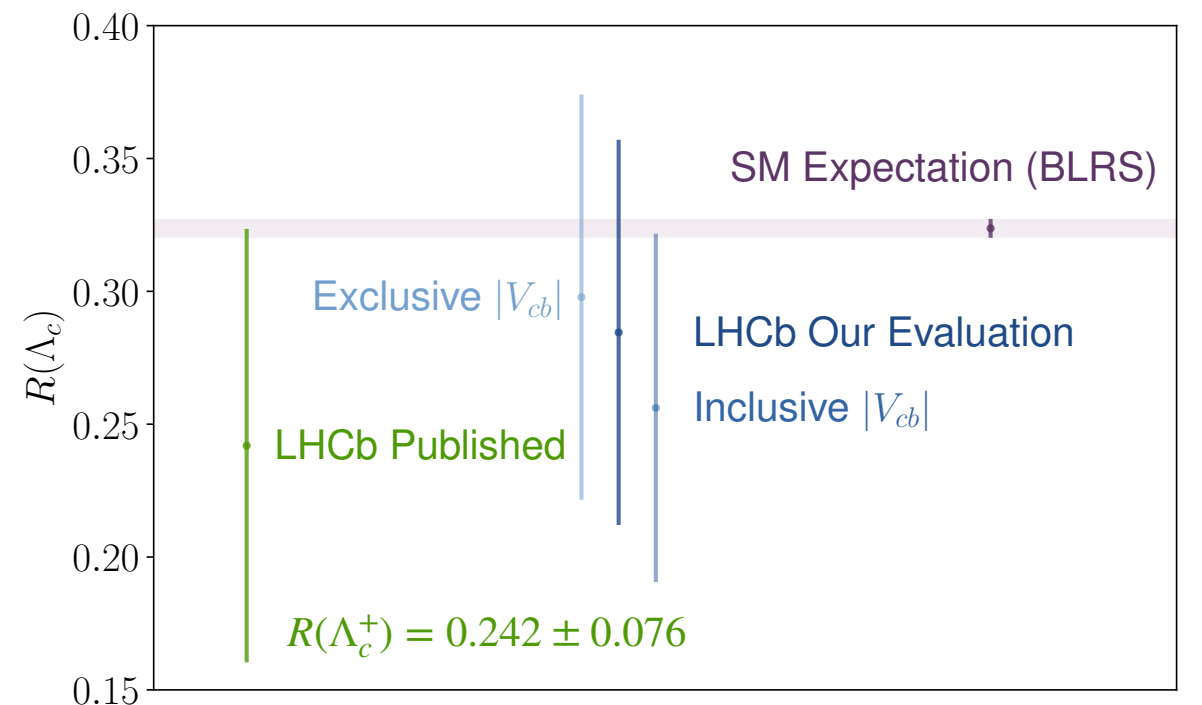 0.40
0.35
0.30
0.25
0.20
0.15
R(Λ_c)
SM Expectation (BLRS)
Exclusive |V_cb|
LHCb Our Evaluation
Inclusive |V_cb|
LHCb Published
R(Λ_c^+) = 0.242 ± 0.076